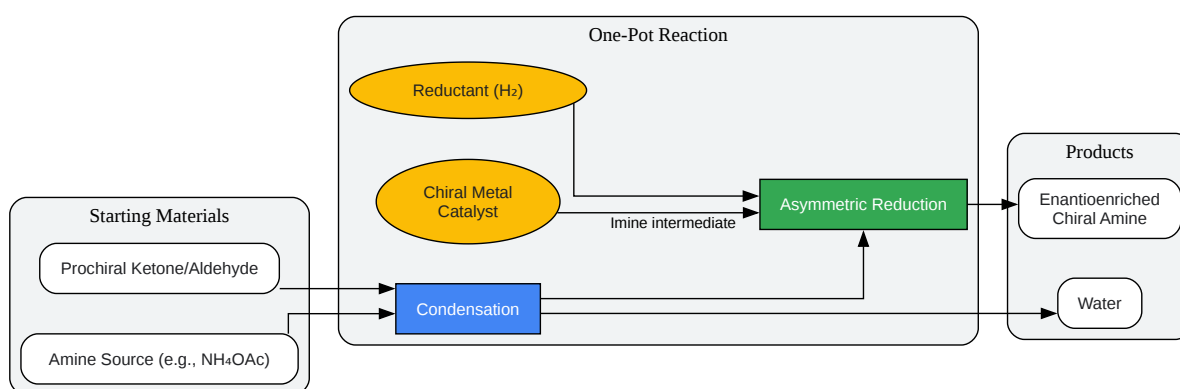 One-Pot Reaction
Reductant (H₂)
Chiral Metal
Catalyst
Imine intermediate
Asymmetric Reduction
Condensation
Starting Materials
Prochiral Ketone/Aldehyde
Amine Source (e.g., NH₄OAc)
Products
Enantioenriched
Chiral Amine
Water